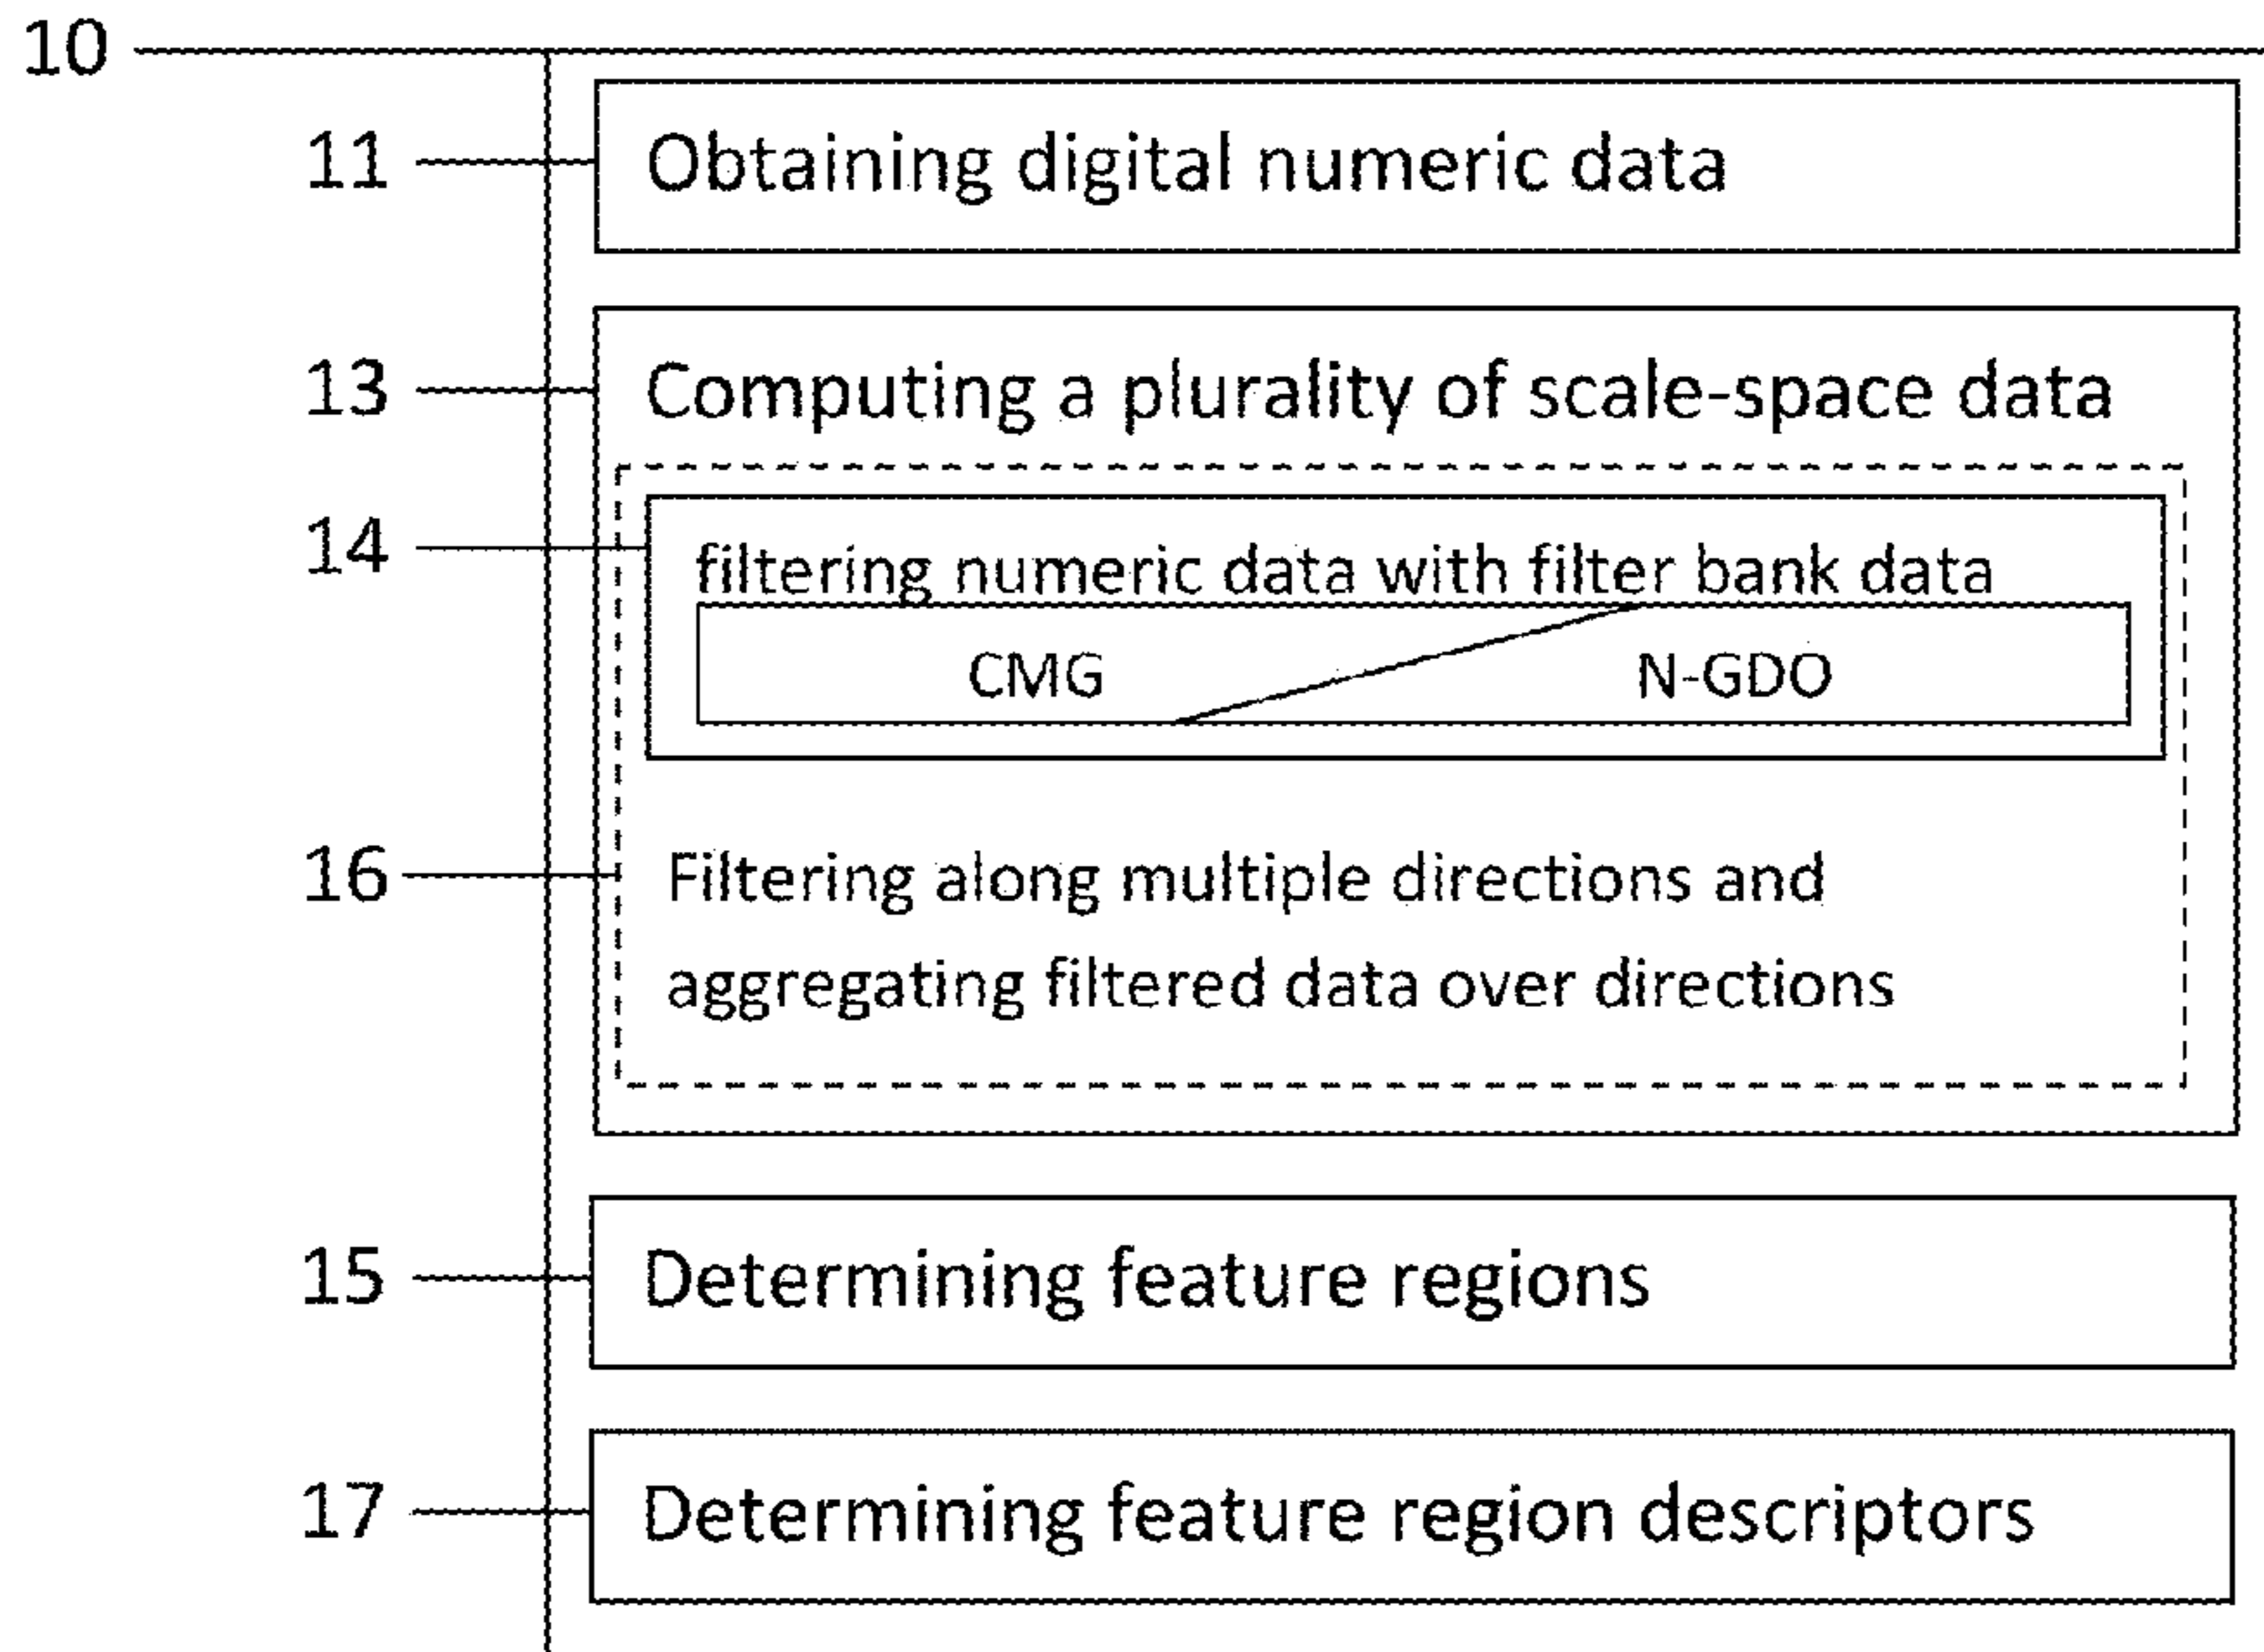 10
11 Obtaining digital numeric data
13 Computing a plurality of scale-space data
14 filtering numeric data with filter bank data
CMG N-GDO
16 Filtering along multiple directions and
aggregating filtered data over directions
15 Determining feature regions
17 Determining feature region descriptors